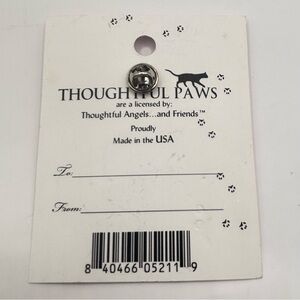 THOUGHTFUL PAWS
are a licensed by:
Thoughtful Angels...and Friends™
Proudly
Made in the USA
To:
From:
8 40466 05211 9